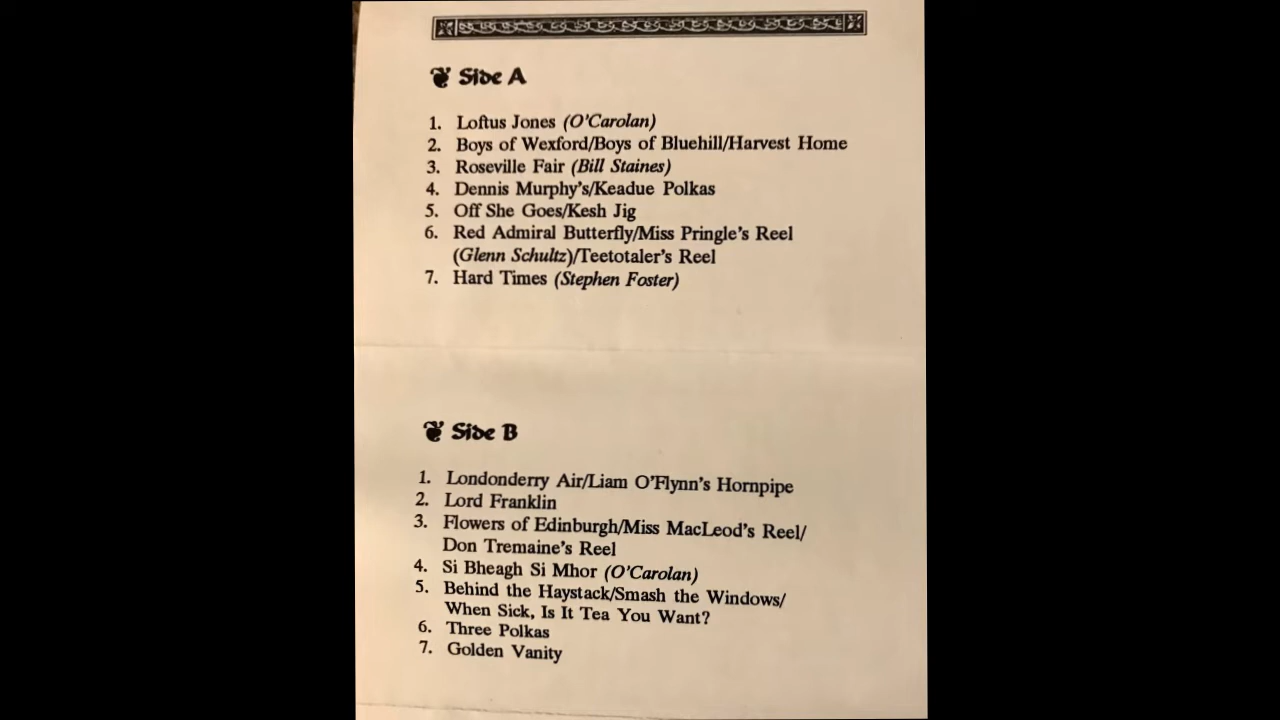 Side A
1. Loftus Jones (O'Carolan)
2. Boys of Wexford/Boys of Bluehill/Harvest Home
3. Roseville Fair (Bill Staines)
4. Dennis Murphy's/Keadue Polkas
5. Off She Goes/Kesh Jig
6. Red Admiral Butterfly/Miss Pringle's Reel
(Glenn Schultz)/Teetotaler's Reel
7. Hard Times (Stephen Foster)
Side B
1. Londonderry Air/Liam O'Flynn's Hornpipe
2. Lord Franklin
3. Flowers of Edinburgh/Miss MacLeod's Reel/
Don Tremaine's Reel
4. Si Bheagh Si Mhor (O'Carolan)
5. Behind the Haystack/Smash the Windows/
When Sick, Is It Tea You Want?
6. Three Polkas
7. Golden Vanity